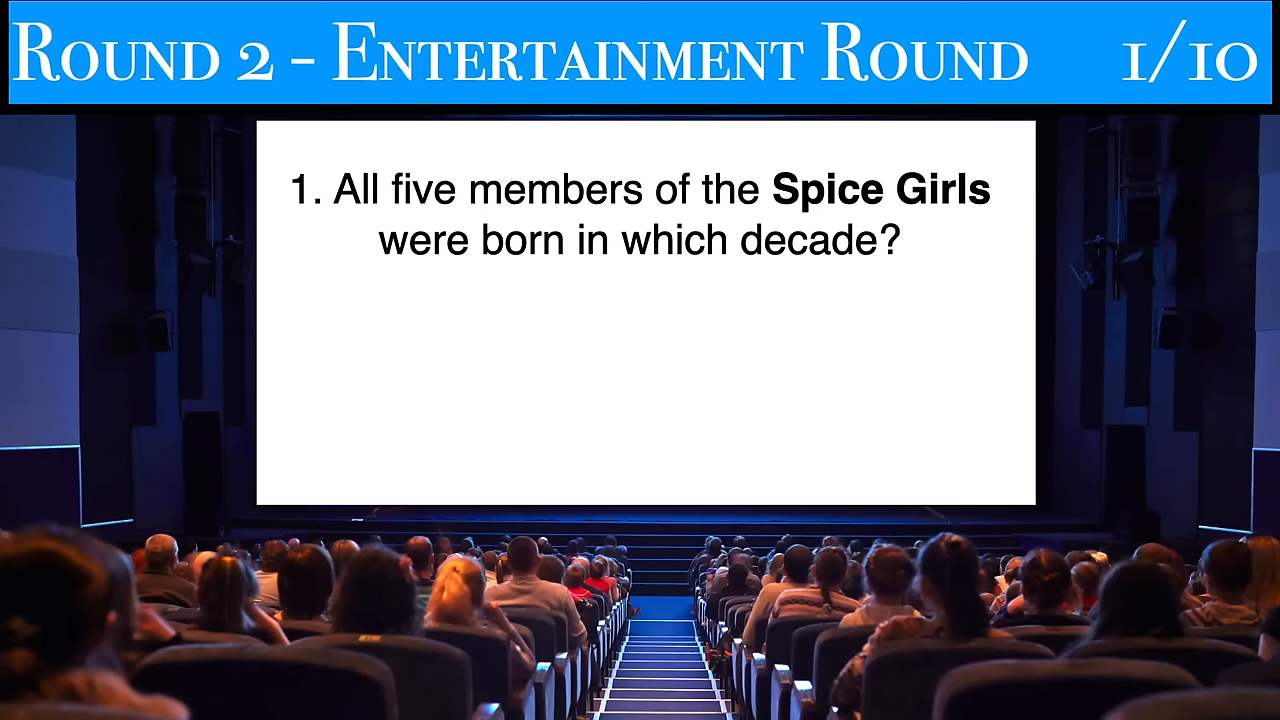 Round 2 - Entertainment Round 1/10
1. All five members of the Spice Girls
were born in which decade?